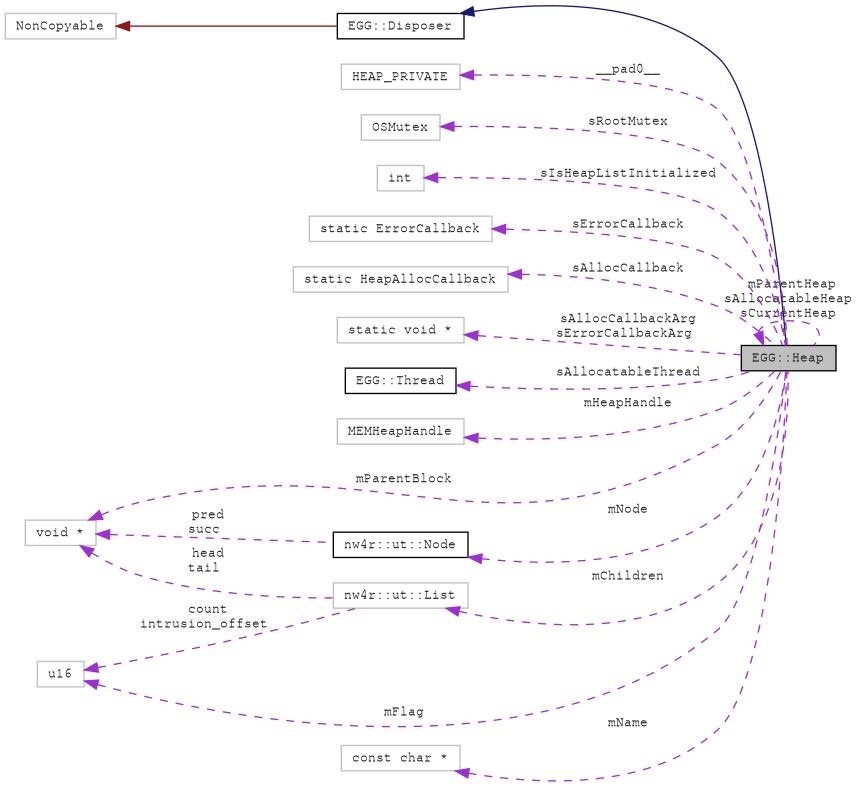 NonCopyable
EGG::Disposer
HEAP_PRIVATE
__pad0__
OSMutex
sRootMutex
int
sIsHeapListInitialized
static ErrorCallback
sErrorCallback
static HeapAllocCallback
sAllocCallback
mParentHeap
sAllocatableHeap
sCurrentHeap
static void *
sAllocCallbackArg
sErrorCallbackArg
EGG::Heap
EGG::Thread
sAllocatableThread
MEMHeapHandle
mHeapHandle
mParentBlock
void *
pred
succ
nw4r::ut::Node
mNode
head
tail
nw4r::ut::List
mChildren
count
intrusion_offset
u16
mFlag
mName
const char *